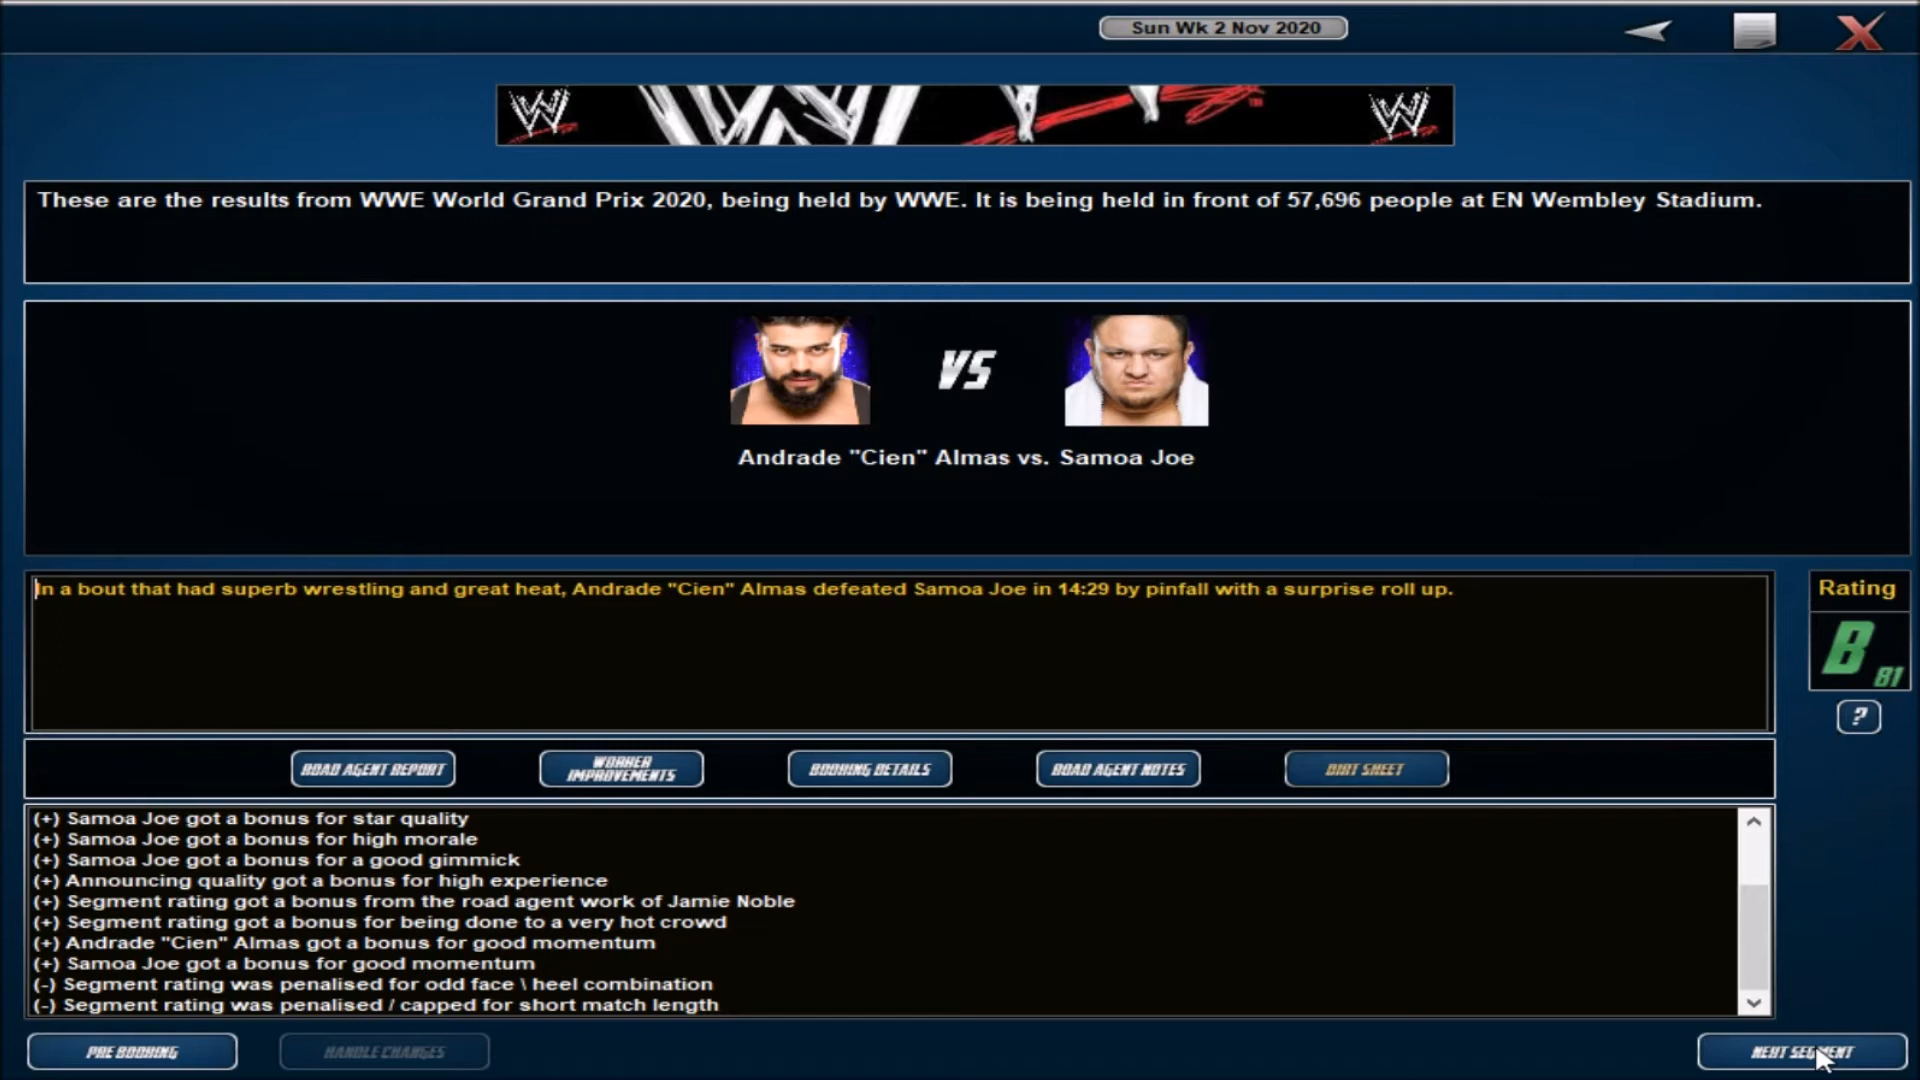 Sun Wk 2 Nov 2020
These are the results from WWE World Grand Prix 2020, being held by WWE. It is being held in front of 57,696 people at EN Wembley Stadium.
VS
Andrade "Cien" Almas vs. Samoa Joe
In a bout that had superb wrestling and great heat, Andrade "Cien" Almas defeated Samoa Joe in 14:29 by pinfall with a surprise roll up.
Rating
B 81
?
ROAD AGENT REPORT
WORKER IMPROVEMENTS
BOOKING DETAILS
ROAD AGENT NOTES
DIRT SHEET
(+) Samoa Joe got a bonus for star quality
(+) Samoa Joe got a bonus for high morale
(+) Samoa Joe got a bonus for a good gimmick
(+) Announcing quality got a bonus for high experience
(+) Segment rating got a bonus from the road agent work of Jamie Noble
(+) Segment rating got a bonus for being done to a very hot crowd
(+) Andrade "Cien" Almas got a bonus for good momentum
(+) Samoa Joe got a bonus for good momentum
(-) Segment rating was penalised for odd face \ heel combination
(-) Segment rating was penalised / capped for short match length
PRE BOOKING
HANDLE CHANGES
NEXT SEGMENT